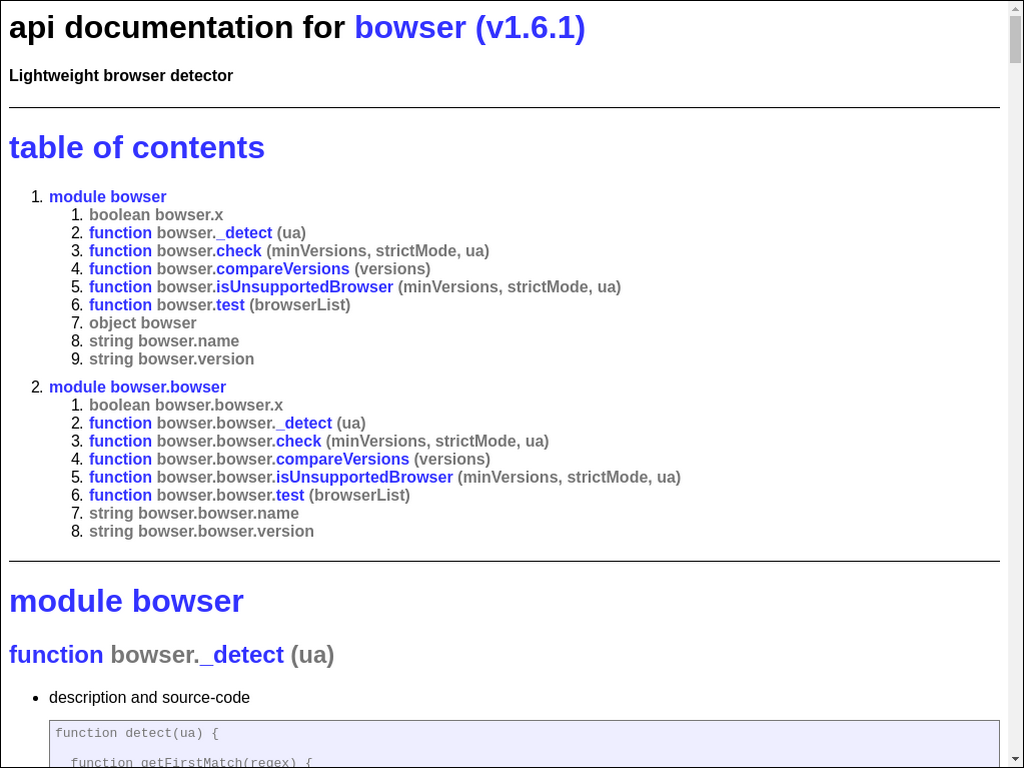 api documentation for bowser (v1.6.1)
Lightweight browser detector
table of contents
1. module bowser
1. boolean bowser.x
2. function bowser._detect (ua)
3. function bowser.check (minVersions, strictMode, ua)
4. function bowser.compareVersions (versions)
5. function bowser.isUnsupportedBrowser (minVersions, strictMode, ua)
6. function bowser.test (browserList)
7. object bowser
8. string bowser.name
9. string bowser.version
2. module bowser.bowser
1. boolean bowser.bowser.x
2. function bowser.bowser._detect (ua)
3. function bowser.bowser.check (minVersions, strictMode, ua)
4. function bowser.bowser.compareVersions (versions)
5. function bowser.bowser.isUnsupportedBrowser (minVersions, strictMode, ua)
6. function bowser.bowser.test (browserList)
7. string bowser.bowser.name
8. string bowser.bowser.version
module bowser
function bowser._detect (ua)
• description and source-code
function detect(ua) {
function getFirstMatch(regex) {